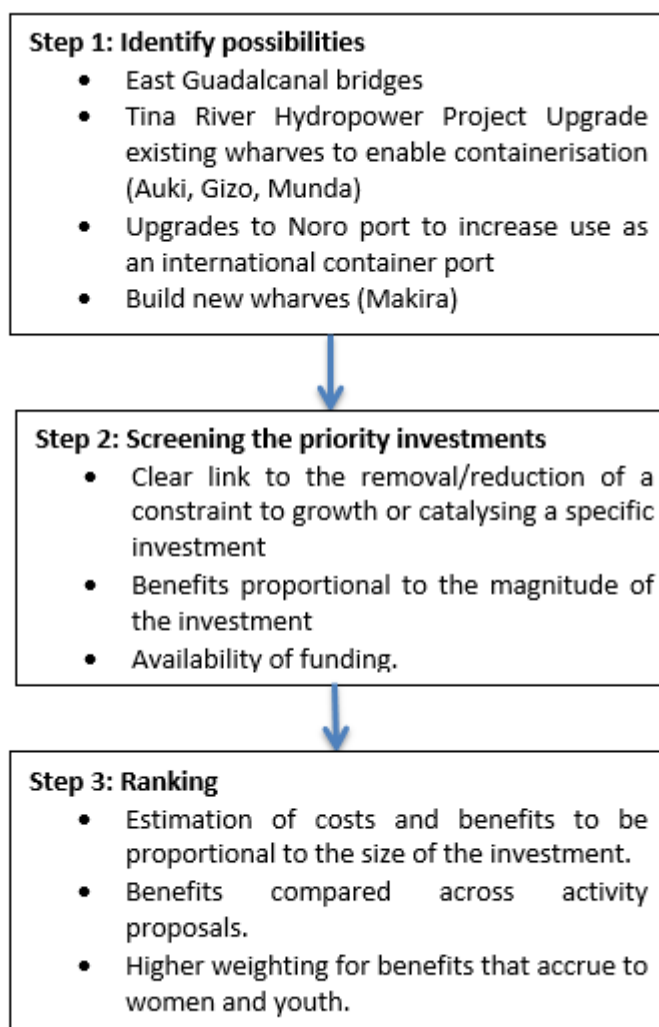 Step 1: Identify possibilities
• East Guadalcanal bridges
• Tina River Hydropower Project Upgrade
existing wharves to enable containerisation
(Auki, Gizo, Munda)
• Upgrades to Noro port to increase use as
an international container port
• Build new wharves (Makira)
Step 2: Screening the priority investments
• Clear link to the removal/reduction of a
constraint to growth or catalysing a specific
investment
• Benefits proportional to the magnitude of
the investment
• Availability of funding.
Step 3: Ranking
• Estimation of costs and benefits to be
proportional to the size of the investment.
• Benefits compared across activity
proposals.
• Higher weighting for benefits that accrue to
women and youth.